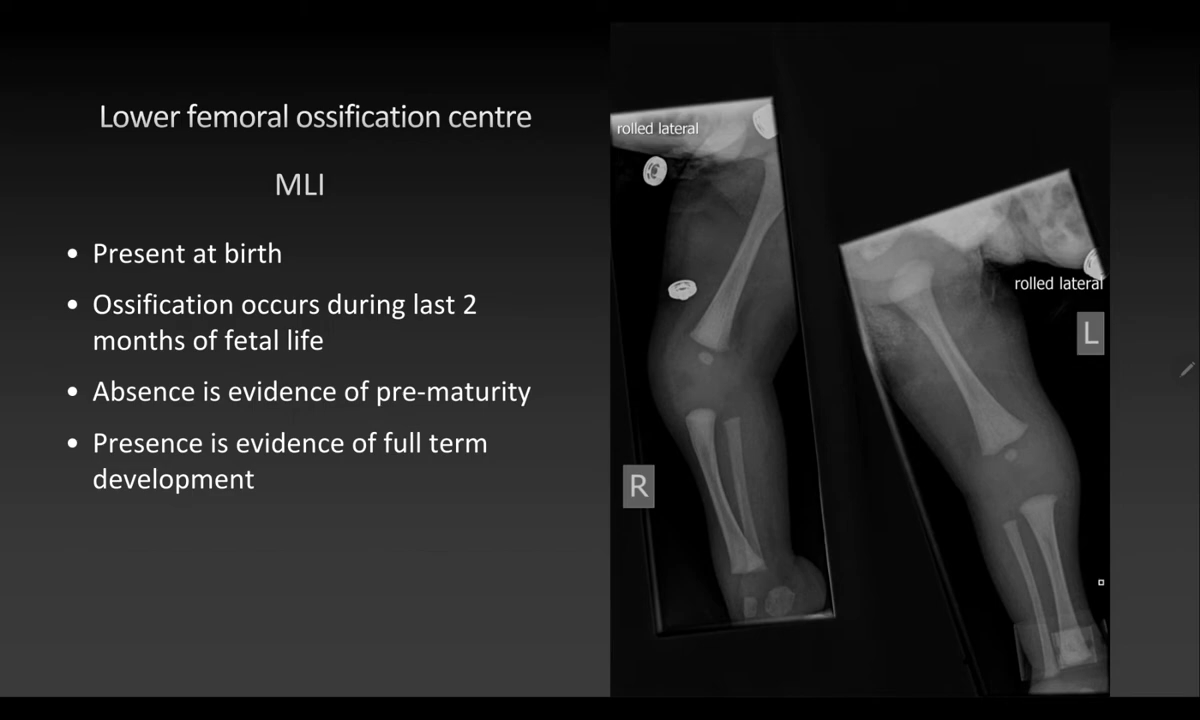 Lower femoral ossification centre
MLI
• Present at birth
• Ossification occurs during last 2
months of fetal life
• Absence is evidence of pre-maturity
• Presence is evidence of full term
development
rolled lateral
R
rolled lateral
L